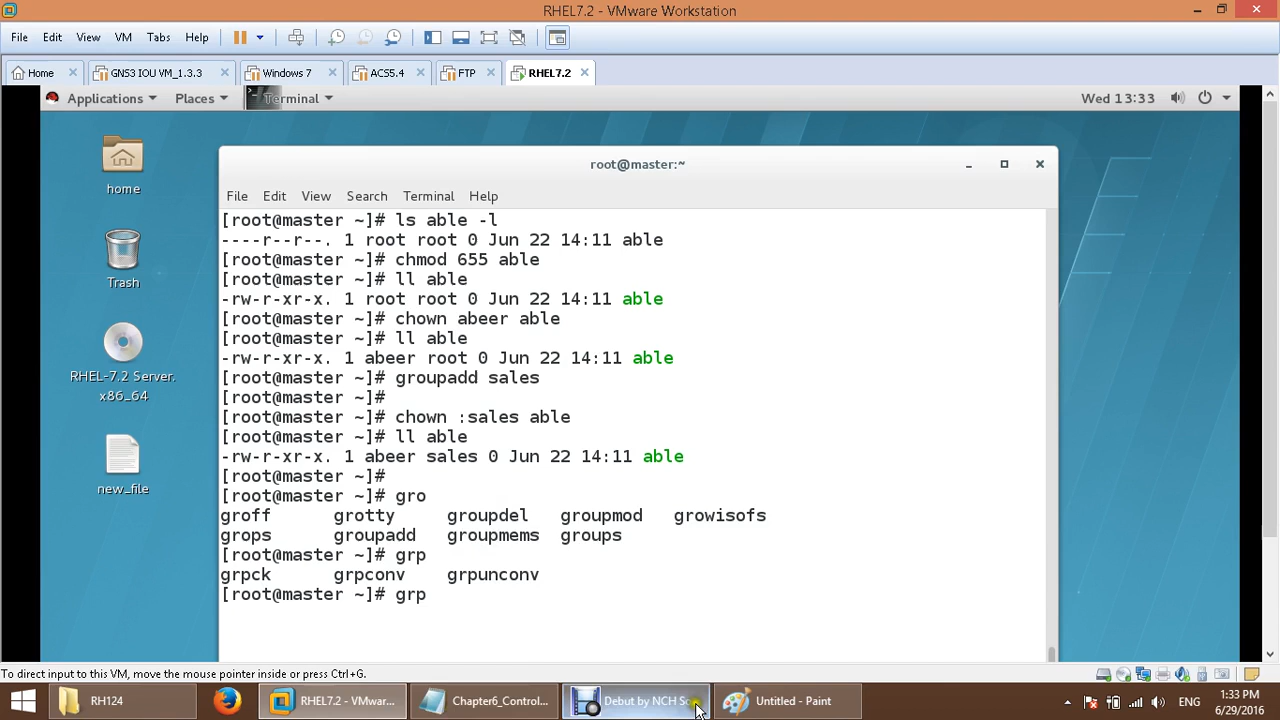 RHEL7.2 - VMware Workstation
File Edit View VM Tabs Help
Home GNS3 IOU VM_1.3.3 Windows 7 ACS5.4 FTP RHEL7.2
Applications Places Terminal Wed 13:33
home
Trash
RHEL-7.2 Server.
x86_64
new_file
root@master:~
File Edit View Search Terminal Help
[root@master ~]# ls able -l
----r--r--. 1 root root 0 Jun 22 14:11 able
[root@master ~]# chmod 655 able
[root@master ~]# ll able
-rw-r-xr-x. 1 root root 0 Jun 22 14:11 able
[root@master ~]# chown abeer able
[root@master ~]# ll able
-rw-r-xr-x. 1 abeer root 0 Jun 22 14:11 able
[root@master ~]# groupadd sales
[root@master ~]#
[root@master ~]# chown :sales able
[root@master ~]# ll able
-rw-r-xr-x. 1 abeer sales 0 Jun 22 14:11 able
[root@master ~]#
[root@master ~]# gro
groff grotty groupdel groupmod growisofs
grops groupadd groupmems groups
[root@master ~]# grp
grpck grpconv grpunconv
[root@master ~]# grp
To direct input to this VM, move the mouse pointer inside or press Ctrl+G.
RH124 RHEL7.2 - VMwar... Chapter6_Control... Debut by NCH So Untitled - Paint ENG 1:33 PM
6/29/2016